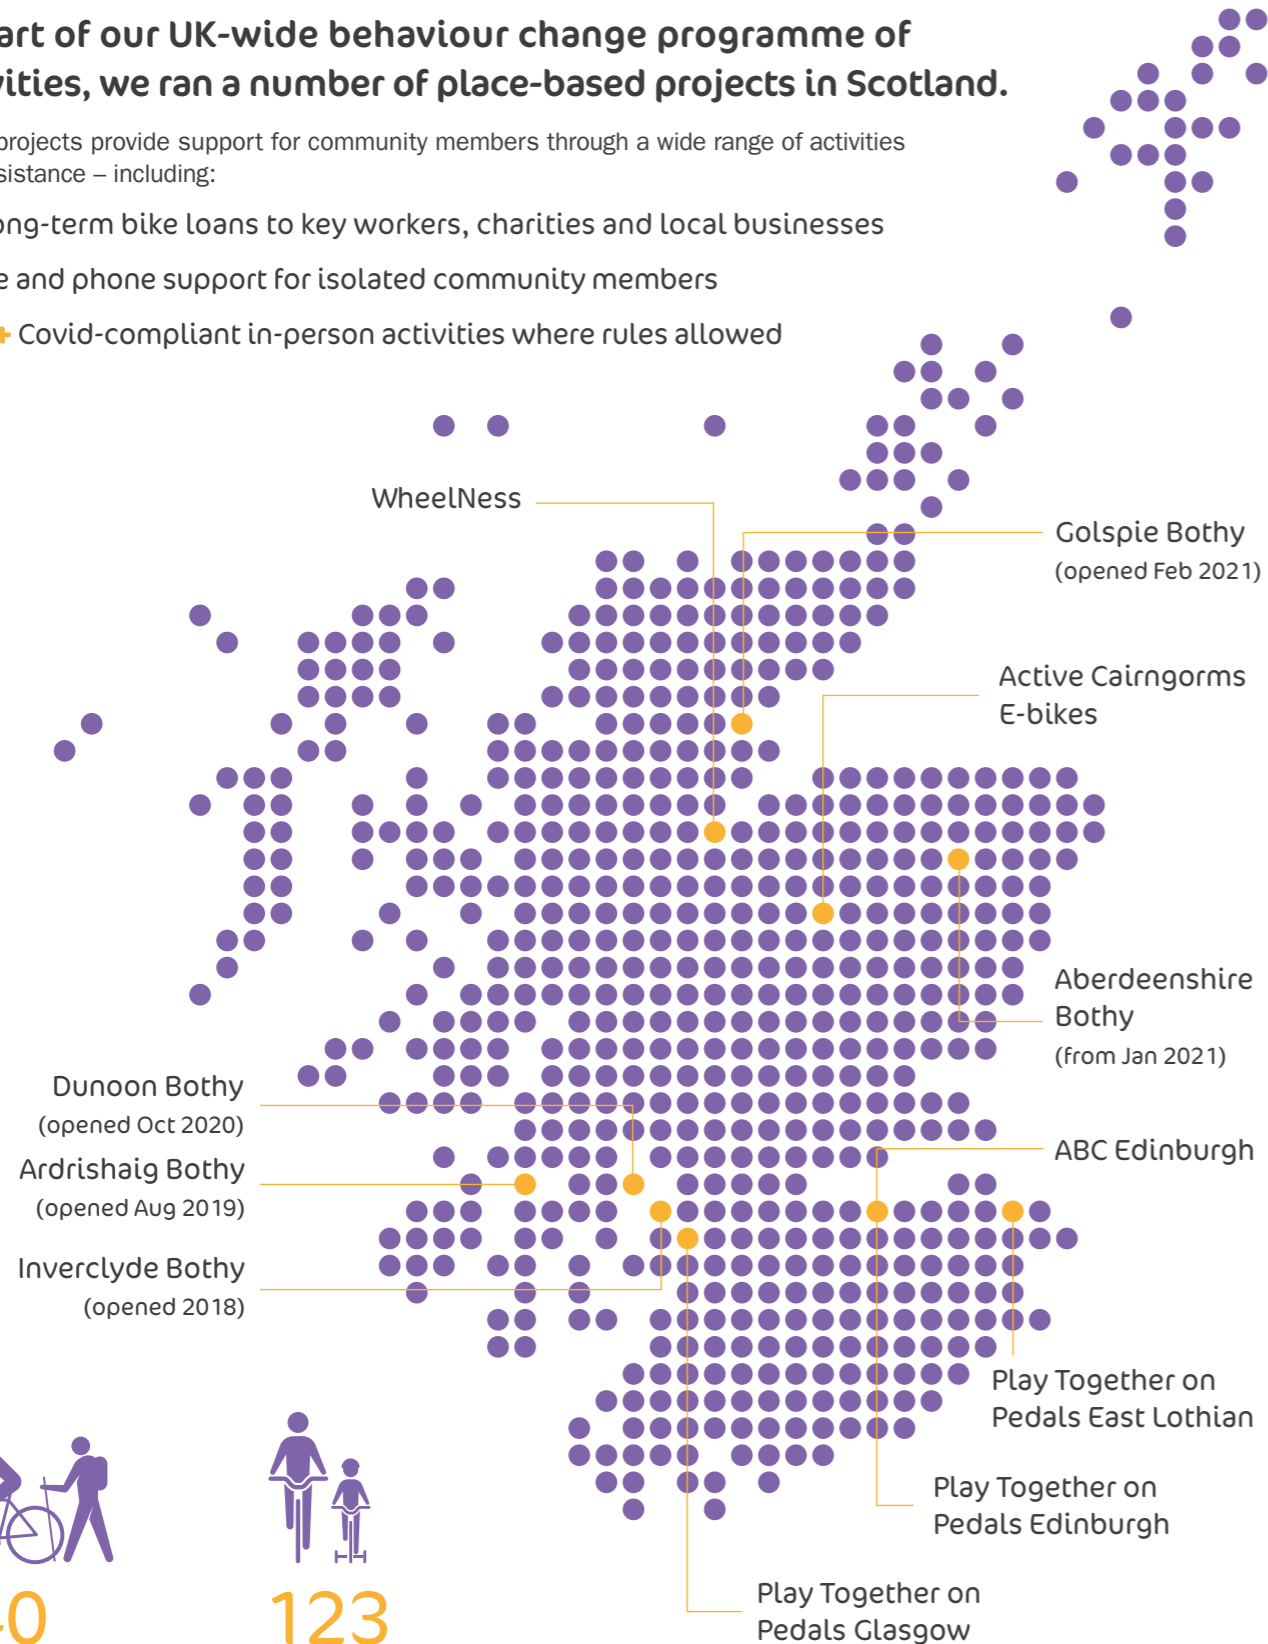 art of our UK-wide behaviour change programme of
vities, we ran a number of place-based projects in Scotland.
projects provide support for community members through a wide range of activities
sistance – including:
ong-term bike loans to key workers, charities and local businesses
e and phone support for isolated community members
+ Covid-compliant in-person activities where rules allowed
WheelNess
Golspie Bothy
(opened Feb 2021)
Active Cairngorms
E-bikes
Aberdeenshire
Bothy
(from Jan 2021)
Dunoon Bothy
(opened Oct 2020)
ABC Edinburgh
Ardrishaig Bothy
(opened Aug 2019)
Inverclyde Bothy
(opened 2018)
Play Together on
Pedals East Lothian
Play Together on
Pedals Edinburgh
Play Together on
Pedals Glasgow
0
123